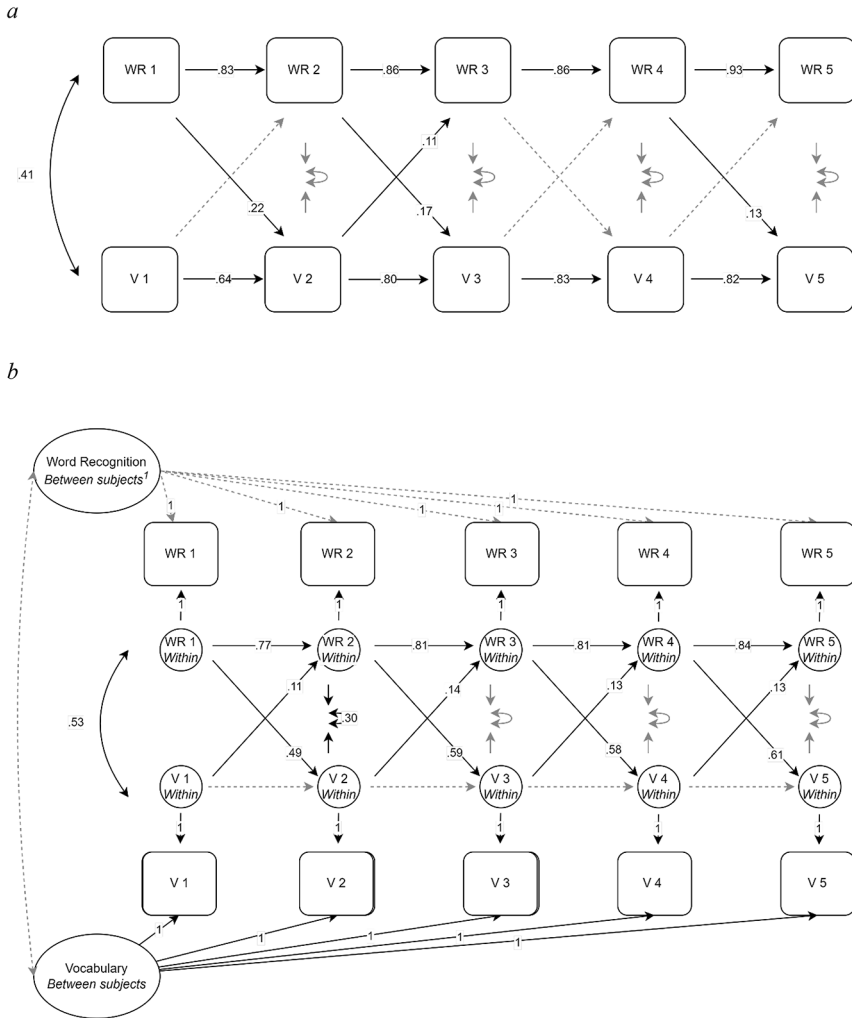 a
WR 1 .83 WR 2 .86 WR 3 .86 WR 4 .93 WR 5
.11
.41
.22 .17 .13
V 1 .64 V 2 .80 V 3 .83 V 4 .82 V 5
b
Word Recognition
Between subjects1
1 1 1 1 1
WR 1 WR 2 WR 3 WR 4 WR 5
1 1 1 1 1
WR 1 .77 WR 2 .81 WR 3 .81 WR 4 .84 WR 5
Within Within Within Within Within
.11 .14 .13 .13
.53 .30
.49 .59 .58 .61
V 1 V 2 V 3 V 4 V 5
Within Within Within Within Within
1 1 1 1 1
V 1 V 2 V 3 V 4 V 5
1 1 1 1 1
Vocabulary
Between subjects